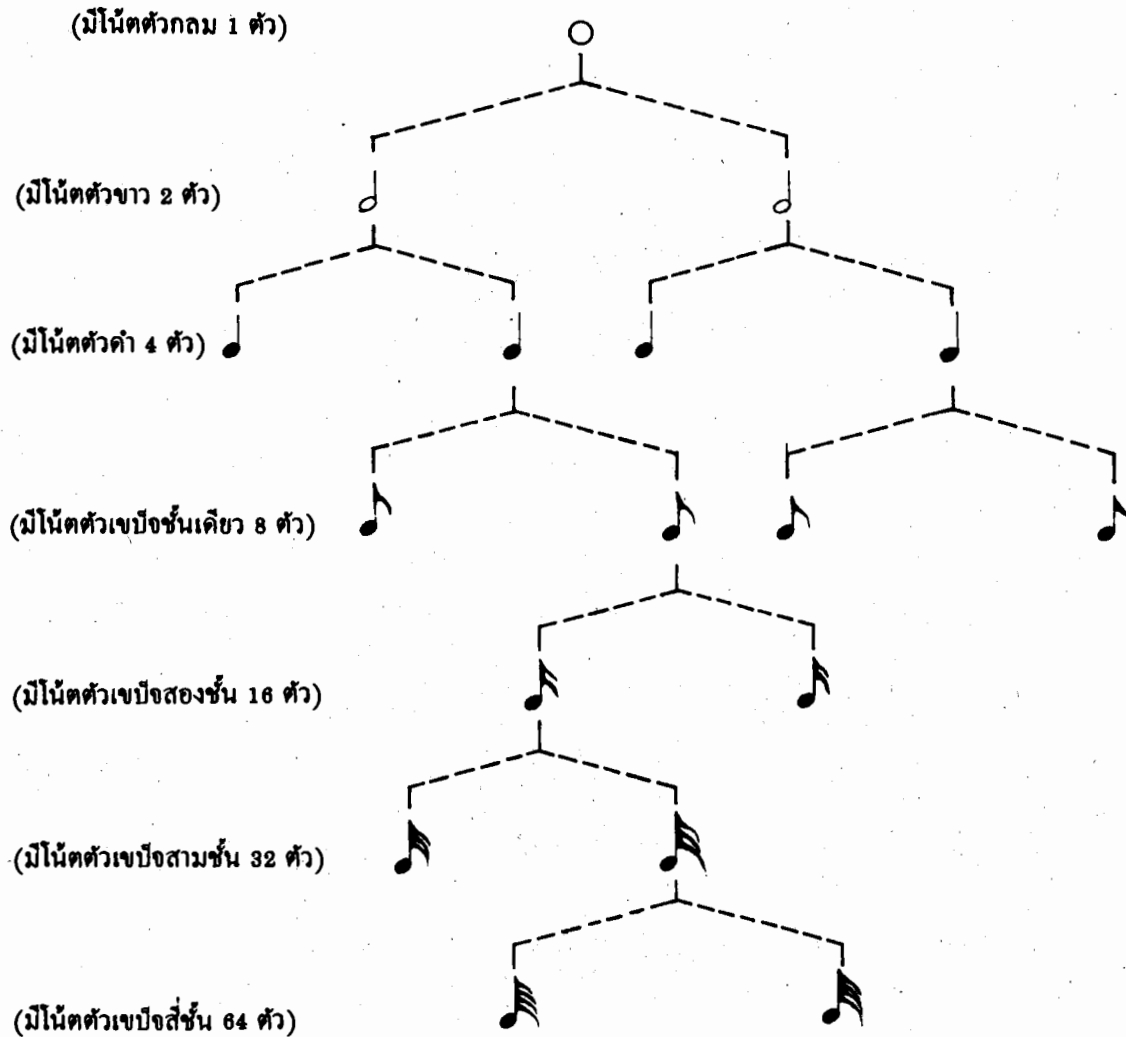 (มีโน้ตตัวกลม 1 ตัว)
(มีโน้ตตัวขาว 2 ตัว)
(มีโน้ตตัวดำ 4 ตัว)
(มีโน้ตตัวเขบ็จชั้นเดียว 8 ตัว)
(มีโน้ตตัวเขบ็จสองชั้น 16 ตัว)
(มีโน้ตตัวเขบ็จสามชั้น 32 ตัว)
(มีโน้ตตัวเขบ็จสี่ชั้น 64 ตัว)